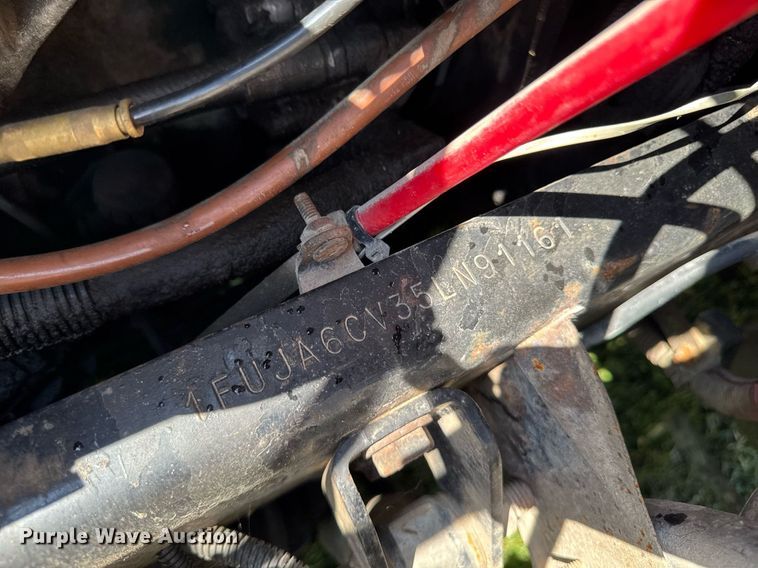 1FUJA6CV35LN91161
Purple Wave Auction